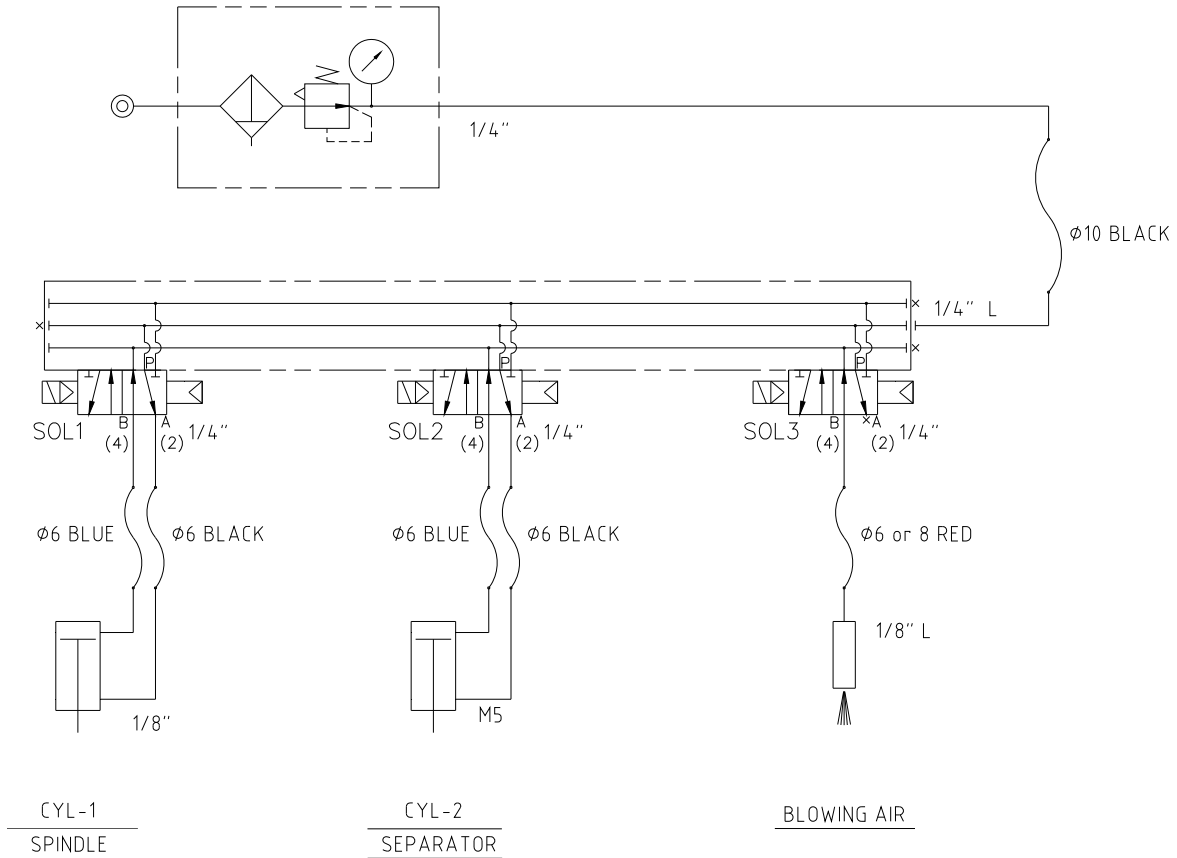 1/4"
ø10 BLACK
1/4" L
P
P
P
SOL1
B
(4)
A
(2)
1/4"
SOL2
B
(4)
A
(2)
1/4"
SOL3
B
(4)
A
(2)
1/4"
ø6 BLUE
ø6 BLACK
ø6 BLUE
ø6 BLACK
ø6 or 8 RED
1/8"
M5
1/8" L
CYL-1
SPINDLE
CYL-2
SEPARATOR
BLOWING AIR